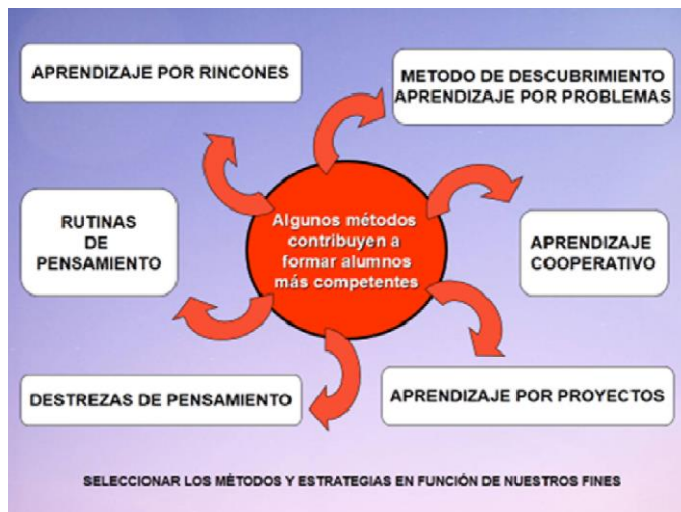 APRENDIZAJE POR RINCONES
METODO DE DESCUBRIMIENTO
APRENDIZAJE POR PROBLEMAS
RUTINAS
DE
PENSAMIENTO
Algunos métodos
contribuyen a
formar alumnos
más competentes
APRENDIZAJE
COOPERATIVO
DESTREZAS DE PENSAMIENTO
APRENDIZAJE POR PROYECTOS
SELECCIONAR LOS MÉTODOS Y ESTRATEGIAS EN FUNCIÓN DE NUESTROS FINES